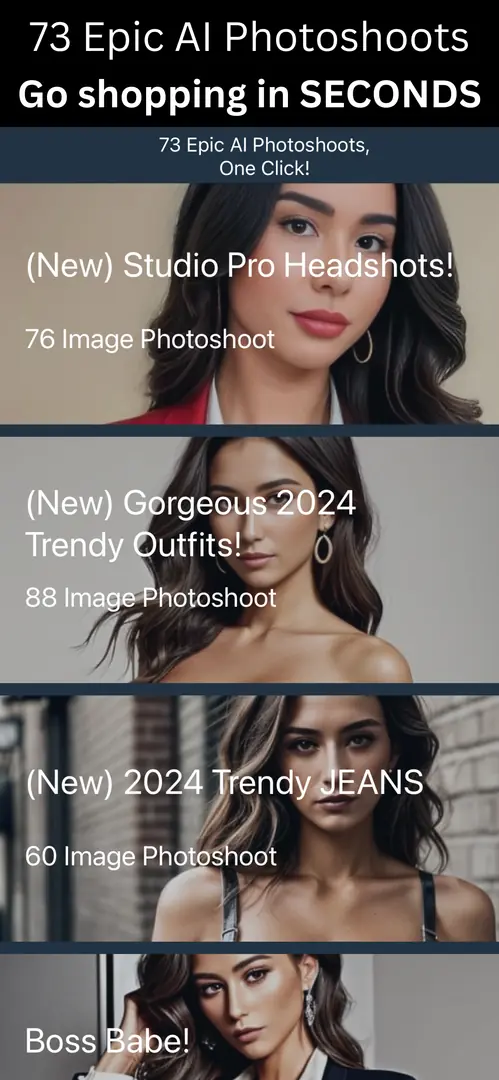 73 Epic AI Photoshoots
Go shopping in SECONDS
73 Epic AI Photoshoots,
One Click!
(New) Studio Pro Headshots!
76 Image Photoshoot
(New) Gorgeous 2024
Trendy Outfits!
88 Image Photoshoot
(New) 2024 Trendy JEANS
60 Image Photoshoot
Boss Babe!